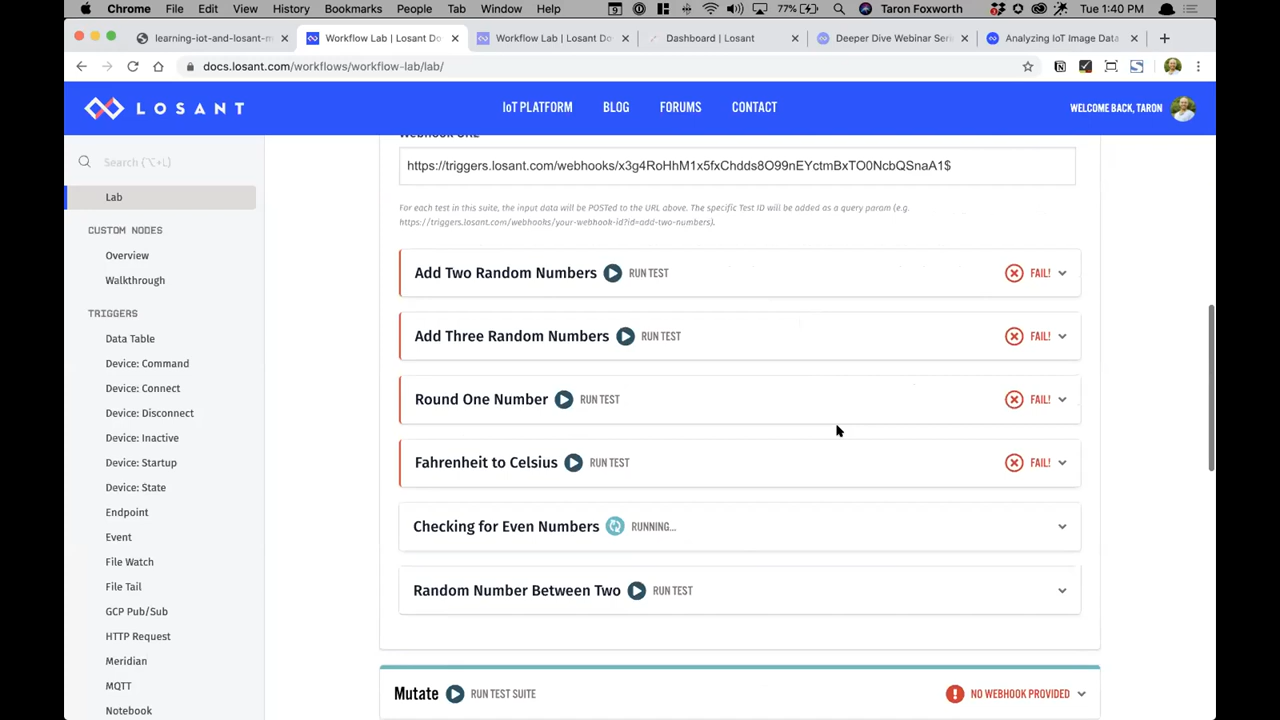 Chrome File Edit View History Bookmarks People Tab Window Help 77% Taron Foxworth Tue 1:40 PM
learning-iot-and-losant-m Workflow Lab | Losant Do Workflow Lab | Losant Do Dashboard | Losant Deeper Dive Webinar Seri Analyzing IoT Image Data
docs.losant.com/workflows/workflow-lab/lab/
LOSANT IoT PLATFORM BLOG FORUMS CONTACT WELCOME BACK, TARON
Search (⌥+L)
Lab
CUSTOM NODES
Overview
Walkthrough
TRIGGERS
Data Table
Device: Command
Device: Connect
Device: Disconnect
Device: Inactive
Device: Startup
Device: State
Endpoint
Event
File Watch
File Tail
GCP Pub/Sub
HTTP Request
Meridian
MQTT
Notebook
Webhook URL
https://triggers.losant.com/webhooks/x3g4RoHhM1x5fxChdds8O99nEYctmBxTO0NcbQSnaA1$
For each test in this suite, the input data will be POSTed to the URL above. The specific Test ID will be added as a query param (e.g.
https://triggers.losant.com/webhooks/your-webhook-id?id=add-two-numbers).
Add Two Random Numbers RUN TEST FAIL!
Add Three Random Numbers RUN TEST FAIL!
Round One Number RUN TEST FAIL!
Fahrenheit to Celsius RUN TEST FAIL!
Checking for Even Numbers RUNNING...
Random Number Between Two RUN TEST
Mutate RUN TEST SUITE NO WEBHOOK PROVIDED